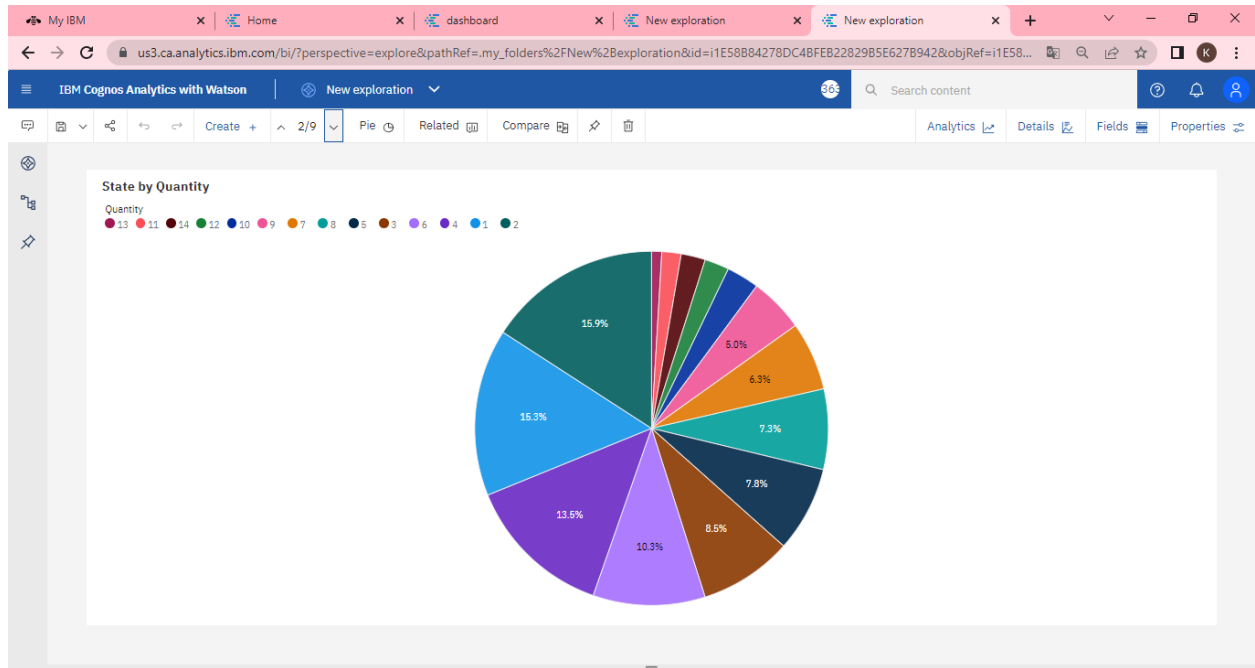 My IBM Home dashboard New exploration New exploration
us3.ca.analytics.ibm.com/bi/?perspective=explore&pathRef=.my_folders%2FNew%2Bexploration&id=i1E58B84278DC4BFEB22829B5E627B942&objRef=i1E58... K
IBM Cognos Analytics with Watson New exploration 363 Search content
Create + 2/9 Pie Related Compare Analytics Details Fields Properties
State by Quantity
Quantity
13 11 14 12 10 9 7 8 5 3 6 4 1 2
15.9%
5.0%
6.3%
15.3%
7.3%
7.8%
13.5%
8.5%
10.3%